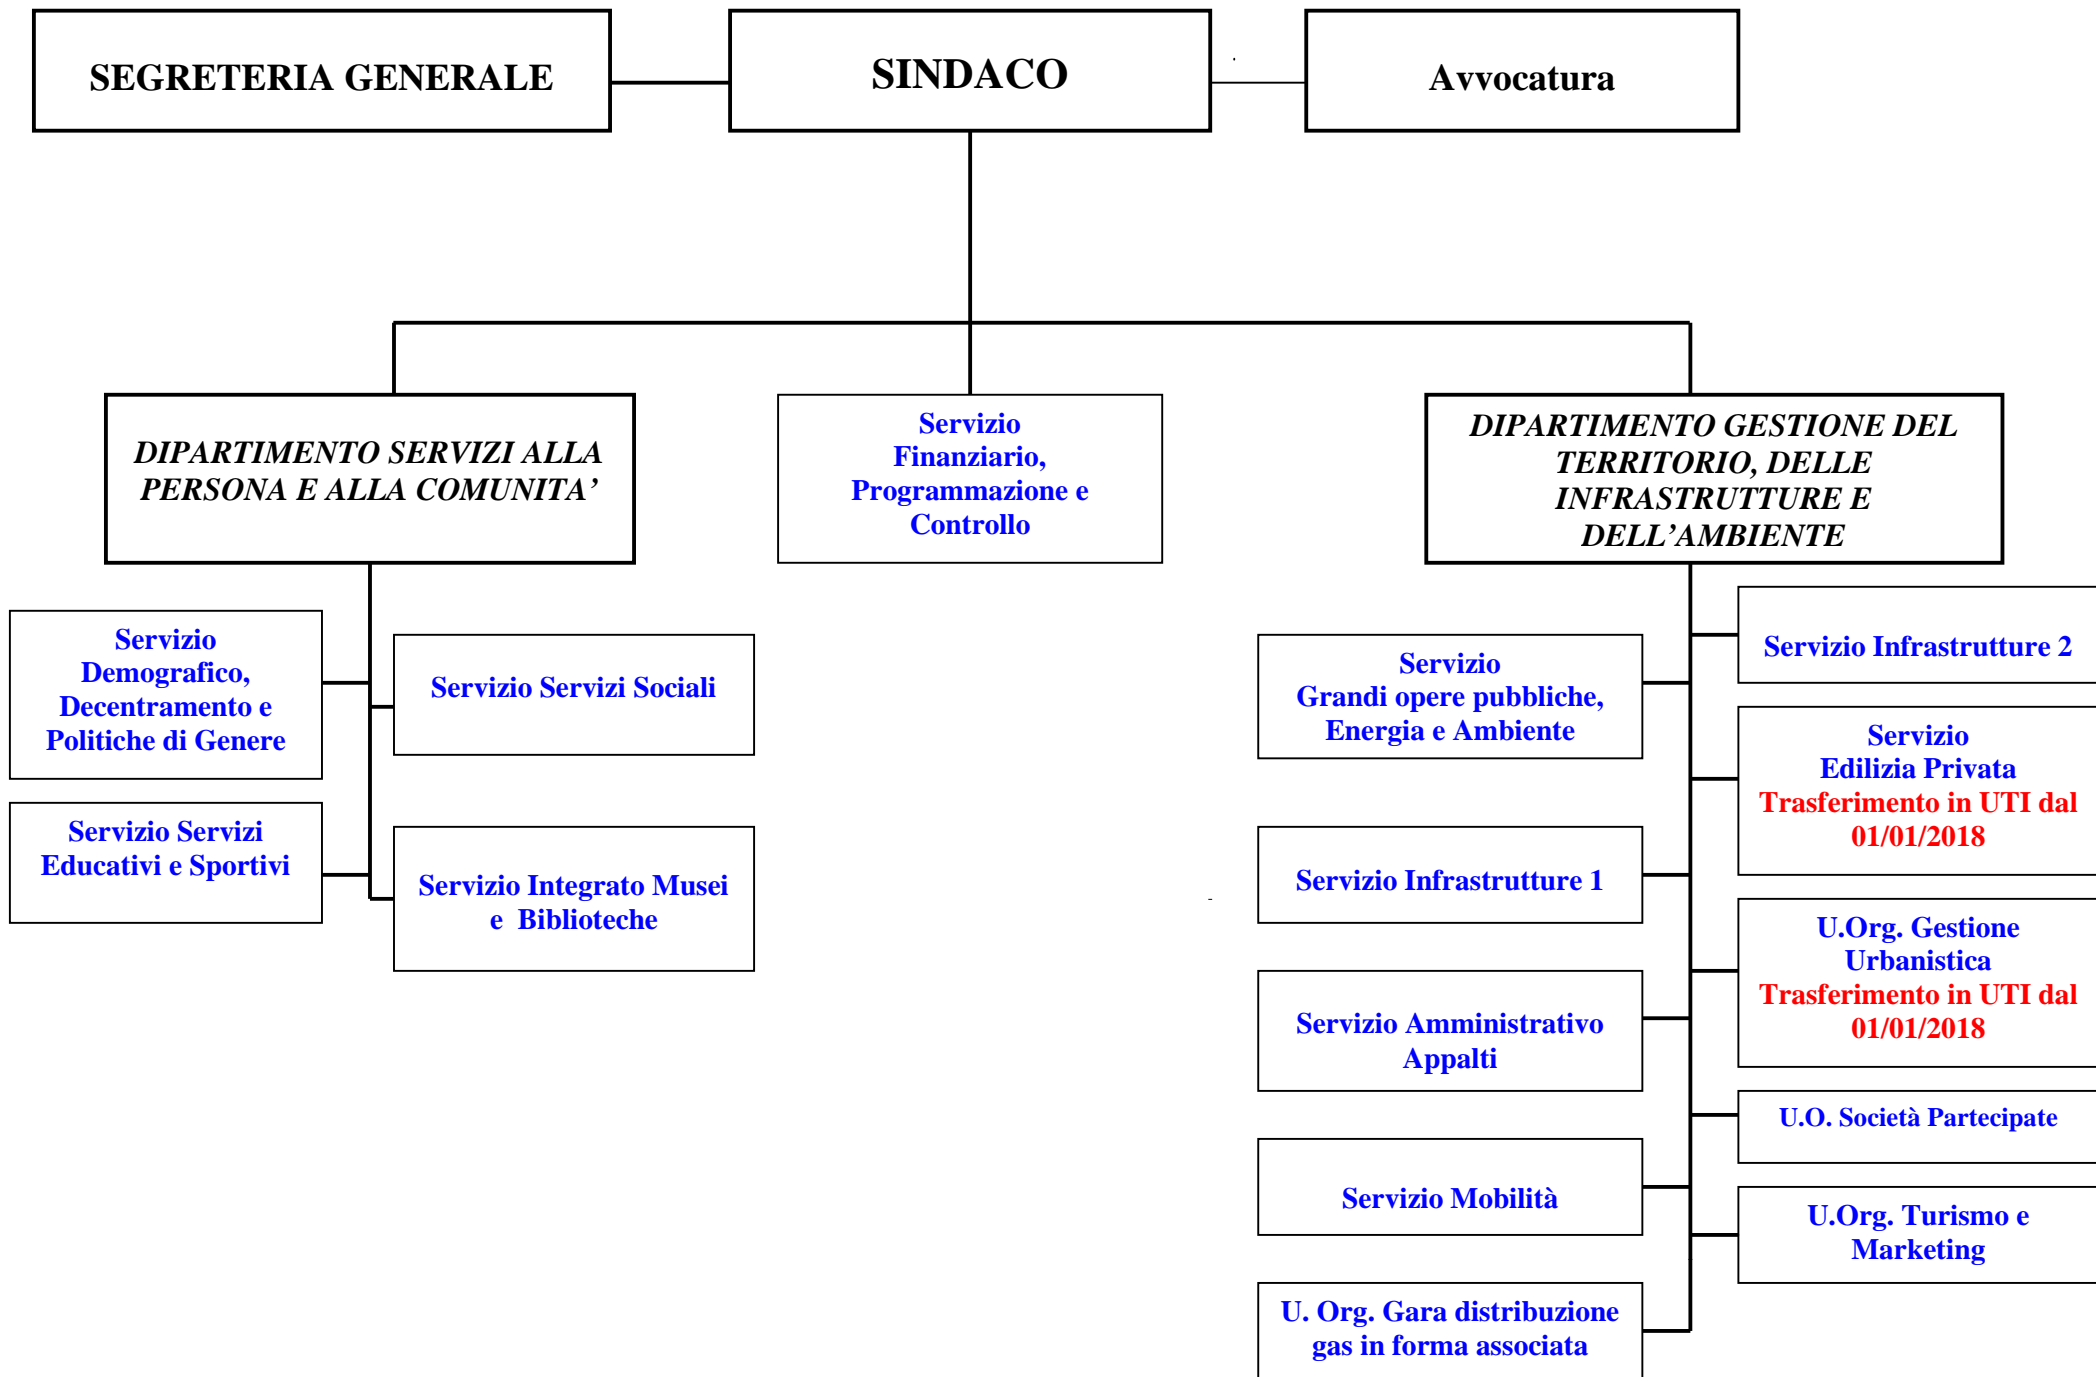 SEGRETERIA GENERALE
SINDACO
Avvocatura
DIPARTIMENTO SERVIZI ALLA
PERSONA E ALLA COMUNITA’
Servizio
Finanziario,
Programmazione e
Controllo
DIPARTIMENTO GESTIONE DEL
TERRITORIO, DELLE
INFRASTRUTTURE E
DELL’AMBIENTE
Servizio
Demografico,
Decentramento e
Politiche di Genere
Servizio Servizi Sociali
Servizio Servizi
Educativi e Sportivi
Servizio Integrato Musei
e Biblioteche
Servizio
Grandi opere pubbliche,
Energia e Ambiente
Servizio Infrastrutture 2
Servizio
Edilizia Privata
Trasferimento in UTI dal
01/01/2018
Servizio Infrastrutture 1
U.Org. Gestione
Urbanistica
Trasferimento in UTI dal
01/01/2018
Servizio Amministrativo
Appalti
U.O. Società Partecipate
Servizio Mobilità
U.Org. Turismo e
Marketing
U. Org. Gara distribuzione
gas in forma associata